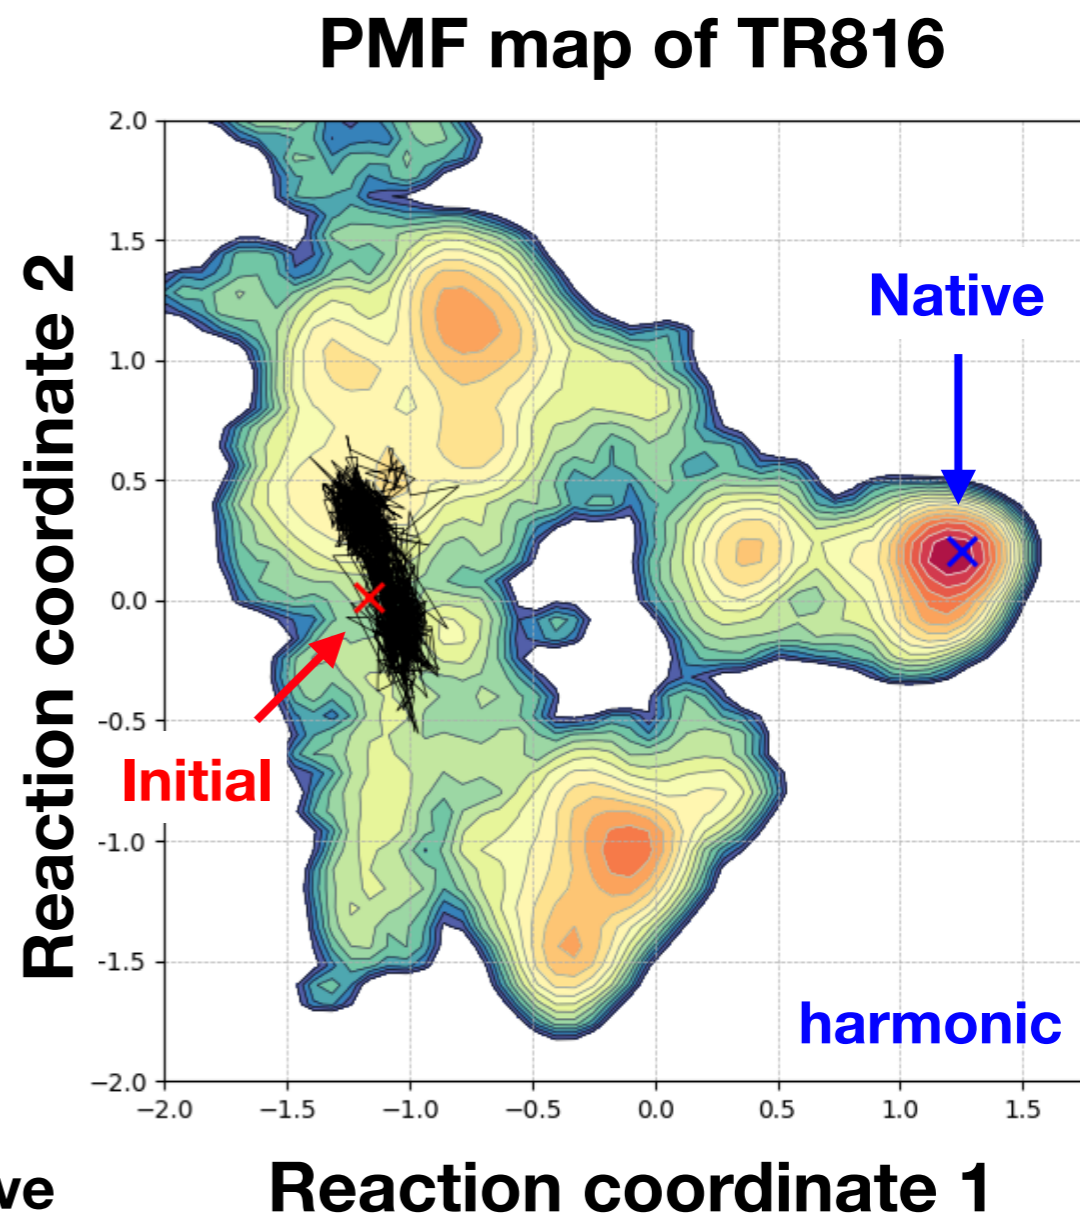 PMF map of TR816
2.0
1.5
1.0
0.5
0.0
-0.5
-1.0
-1.5
−2.0
Reaction coordinate 2
Native
Initial
harmonic
−2.0 −1.5 −1.0 −0.5 0.0 0.5 1.0 1.5
Reaction coordinate 1
ve